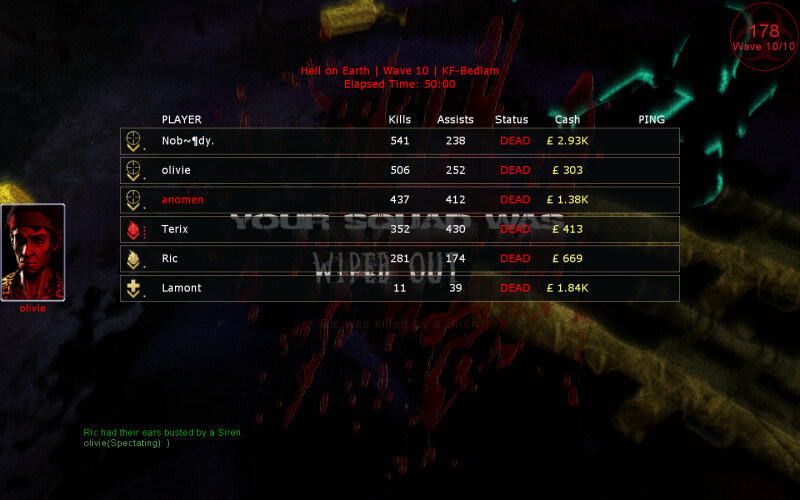 178
Wave 10/10
Hell on Earth | Wave 10 | KF-Bedlam
Elapsed Time: 50:00
PLAYER Kills Assists Status Cash PING
Nob~¶dy. 541 238 DEAD £ 2.93K
olivie 506 252 DEAD £ 303
anomen 437 412 DEAD £ 1.38K
YOUR SQUAD WAS
Terix 352 430 DEAD £ 413
Ric 281 174 DEAD £ 669
WIPED OUT
Lamont 11 39 DEAD £ 1.84K
olivie
Ric was killed by a Siren.
Ric had their ears busted by a Siren.
olivie(Spectating) )